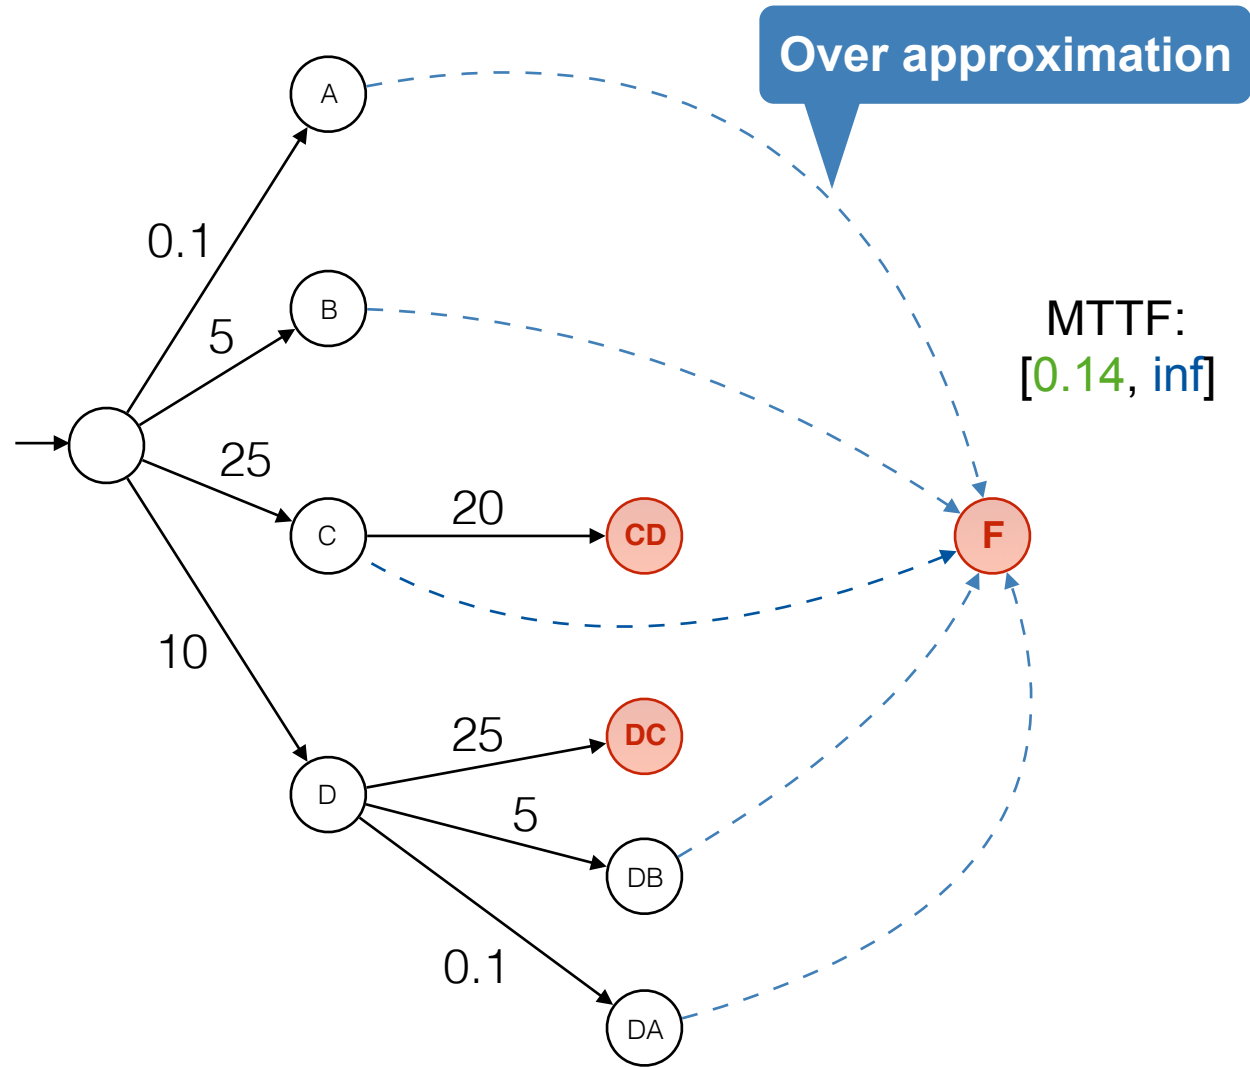 Over approximation
A
0.1
B
5
MTTF:
[0.14, inf]
25
C
20
CD
F
10
D
25
DC
5
DB
0.1
DA